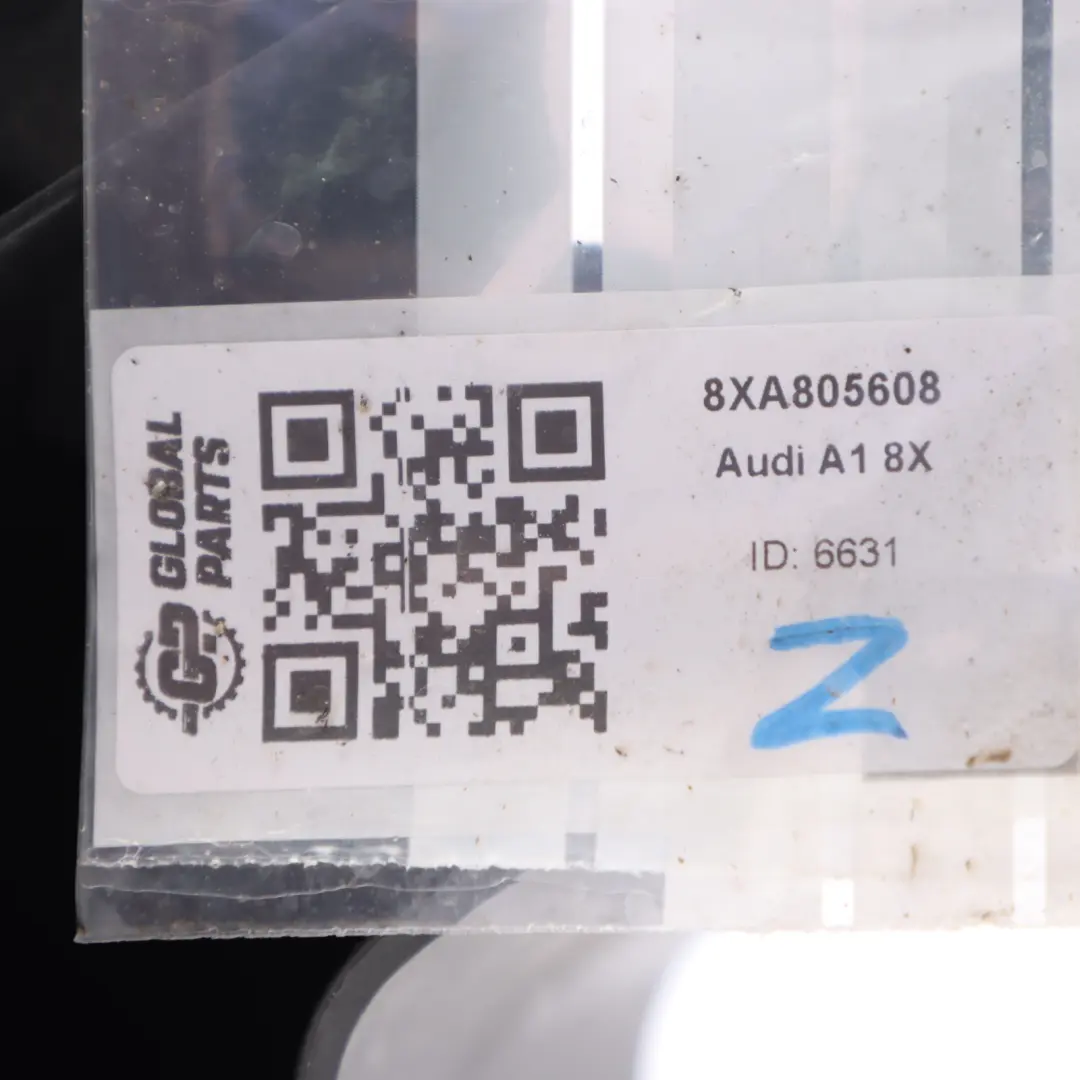 GLOBAL
PARTS
8XA805608
Audi A1 8X
ID: 6631
Z